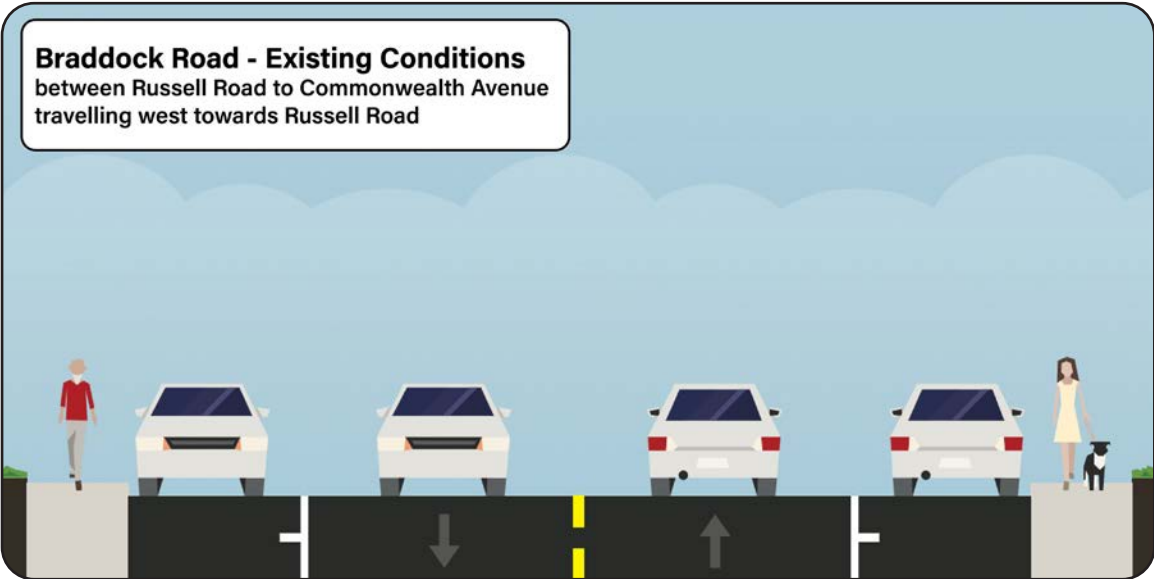 Braddock Road - Existing Conditions
between Russell Road to Commonwealth Avenue
travelling west towards Russell Road